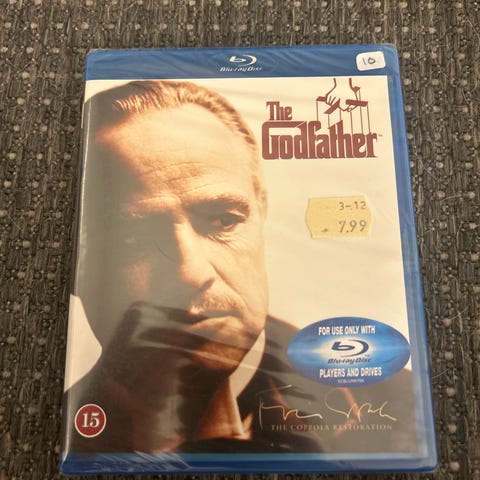 Blu-ray Disc
10
The
Godfather™
3-.12
7.99
FOR USE ONLY WITH
Blu-ray Disc
PLAYERS AND DRIVES
THE COPPOLA RESTORATION
15